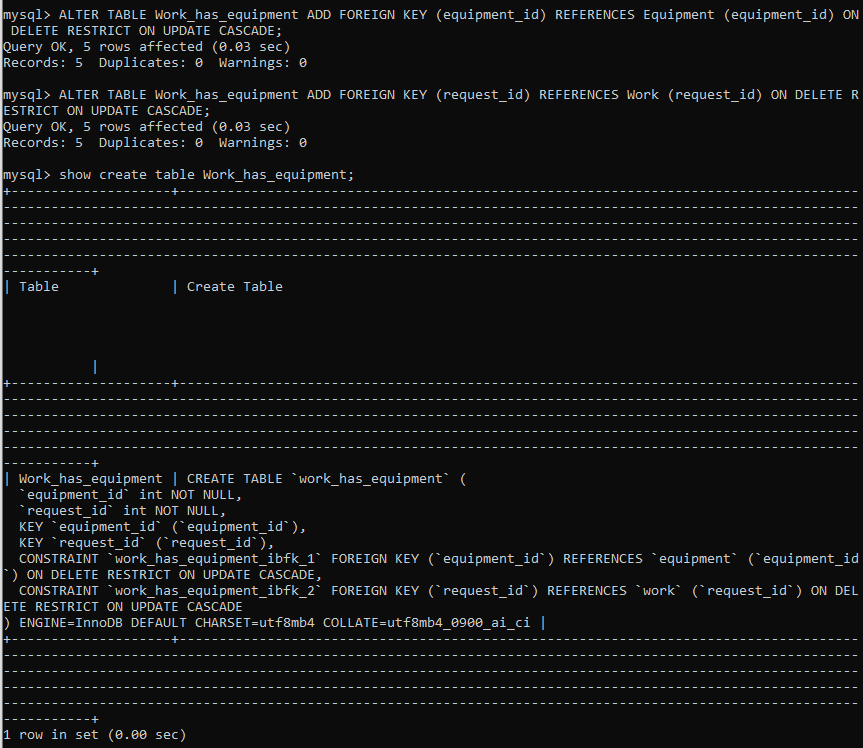 mysql> ALTER TABLE Work_has_equipment ADD FOREIGN KEY (equipment_id) REFERENCES Equipment (equipment_id) ON
 DELETE RESTRICT ON UPDATE CASCADE;
Query OK, 5 rows affected (0.03 sec)
Records: 5  Duplicates: 0  Warnings: 0

mysql> ALTER TABLE Work_has_equipment ADD FOREIGN KEY (request_id) REFERENCES Work (request_id) ON DELETE R
ESTRICT ON UPDATE CASCADE;
Query OK, 5 rows affected (0.03 sec)
Records: 5  Duplicates: 0  Warnings: 0

mysql> show create table Work_has_equipment;
| Table              | Create Table
|
| Work_has_equipment | CREATE TABLE `work_has_equipment` (
  `equipment_id` int NOT NULL,
  `request_id` int NOT NULL,
  KEY `equipment_id` (`equipment_id`),
  KEY `request_id` (`request_id`),
  CONSTRAINT `work_has_equipment_ibfk_1` FOREIGN KEY (`equipment_id`) REFERENCES `equipment` (`equipment_id
`) ON DELETE RESTRICT ON UPDATE CASCADE,
  CONSTRAINT `work_has_equipment_ibfk_2` FOREIGN KEY (`request_id`) REFERENCES `work` (`request_id`) ON DEL
ETE RESTRICT ON UPDATE CASCADE
) ENGINE=InnoDB DEFAULT CHARSET=utf8mb4 COLLATE=utf8mb4_0900_ai_ci |
1 row in set (0.00 sec)